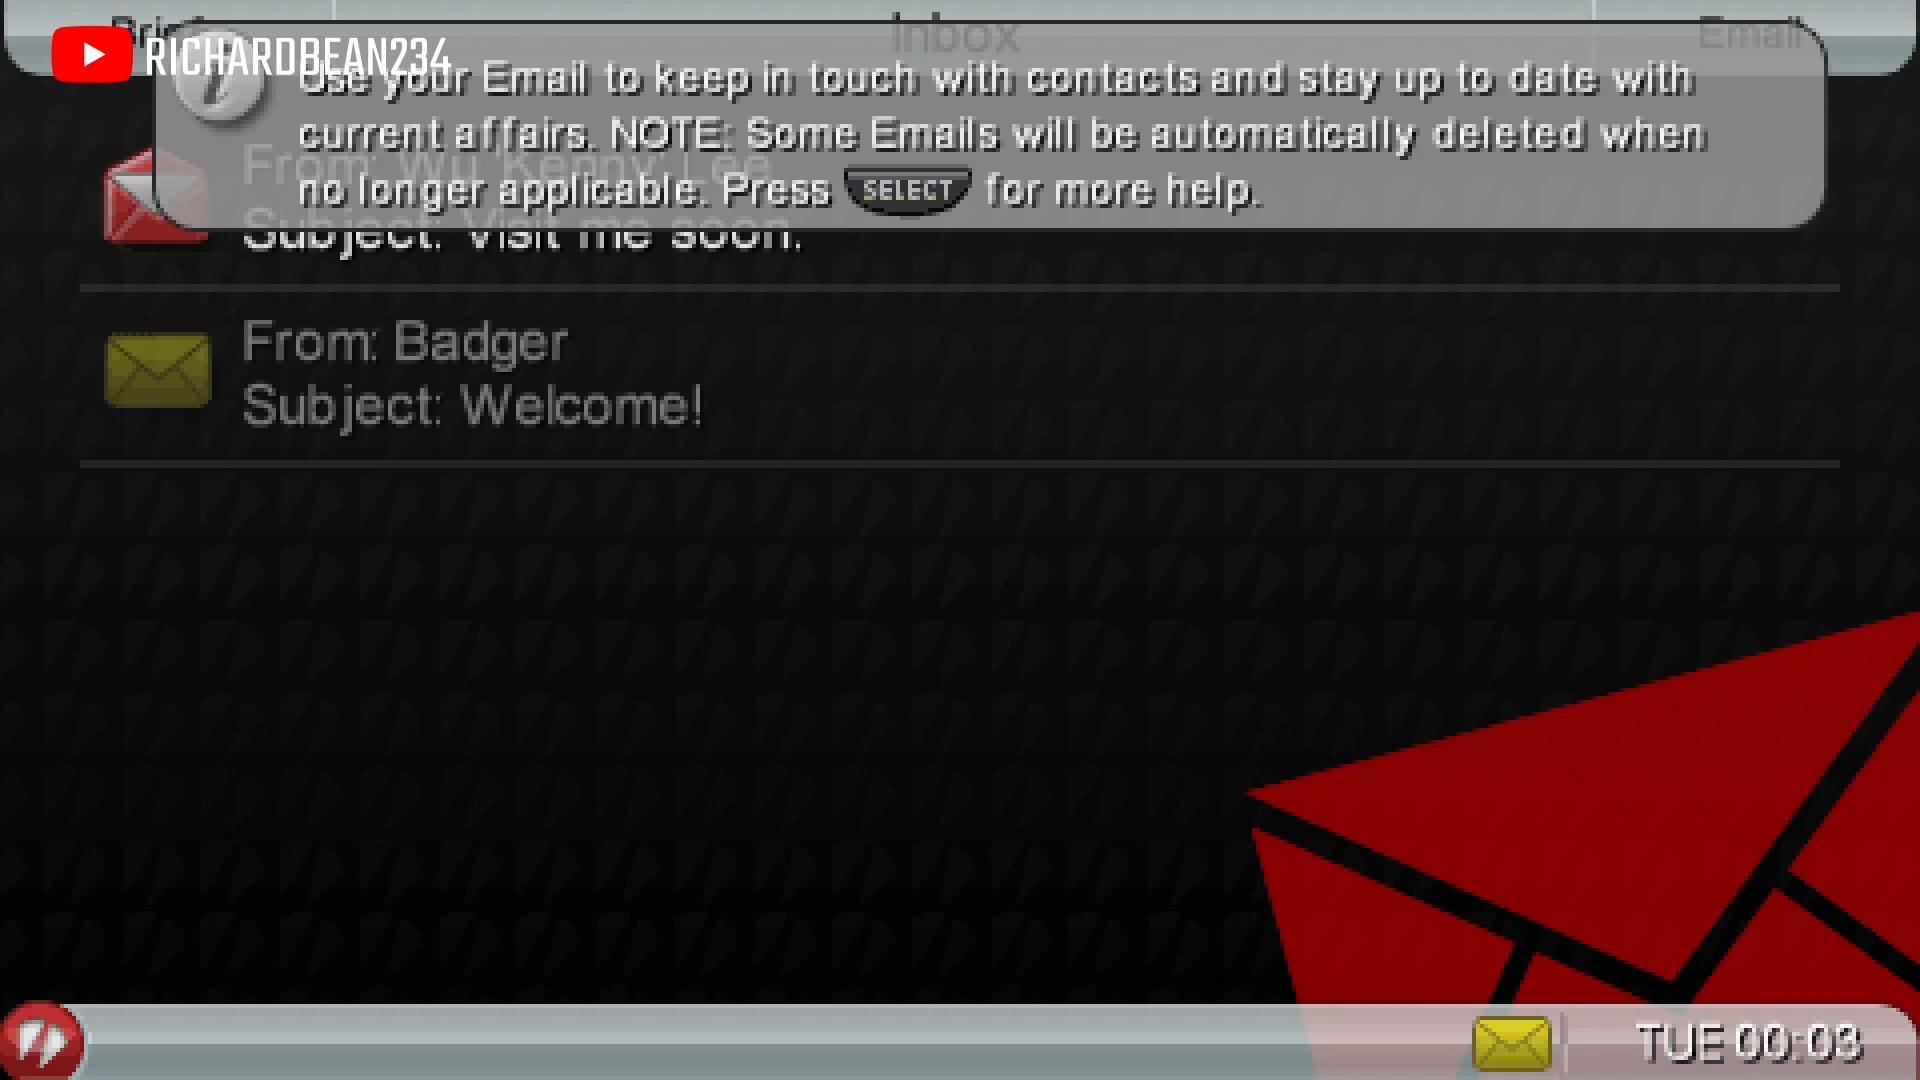 Inbox
Email
RICHARDBEAN234
Use your Email to keep in touch with contacts and stay up to date with
current affairs. NOTE: Some Emails will be automatically deleted when
no longer applicable. Press SELECT for more help.
From: Wu 'Kenny' Lee
Subject: Visit me soon.
From: Badger
Subject: Welcome!
TUE 00:03